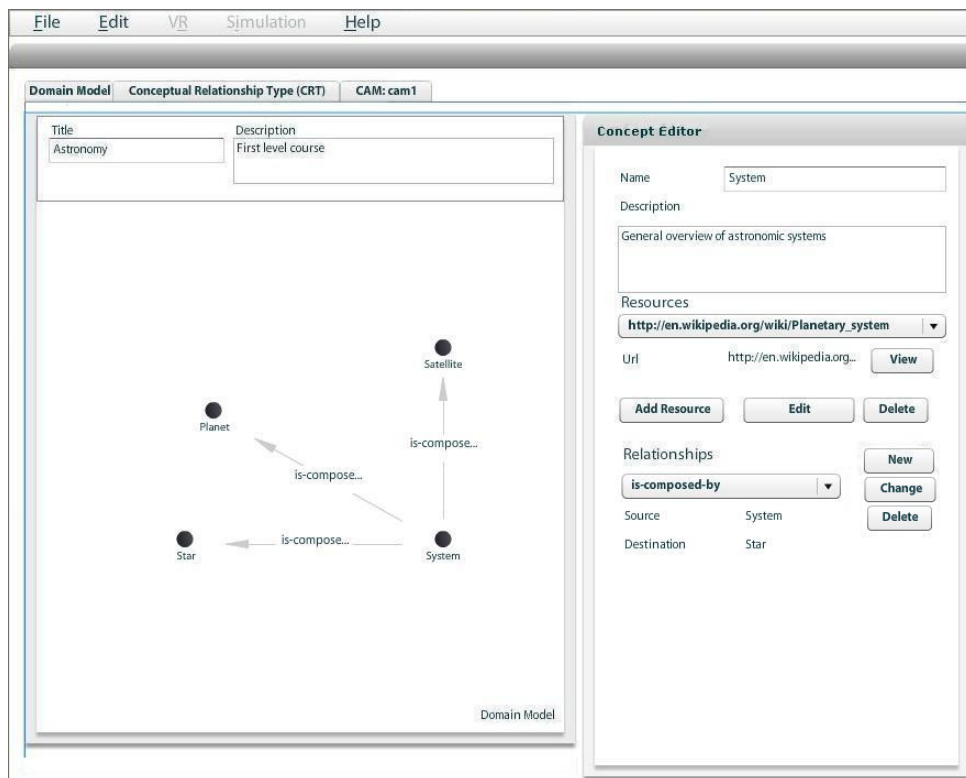 File Edit VR Simulation Help
Domain Model Conceptual Relationship Type (CRT) CAM: cam1
Title Description
Astronomy First level course
Satellite
Planet
is-compose...
is-compose...
Star
is-compose...
System
Domain Model
Concept Editor
Name System
Description
General overview of astronomic systems
Resources
http://en.wikipedia.org/wiki/Planetary_system
Url http://en.wikipedia.org... View
Add Resource Edit Delete
Relationships New
is-composed-by Change
Source System Delete
Destination Star